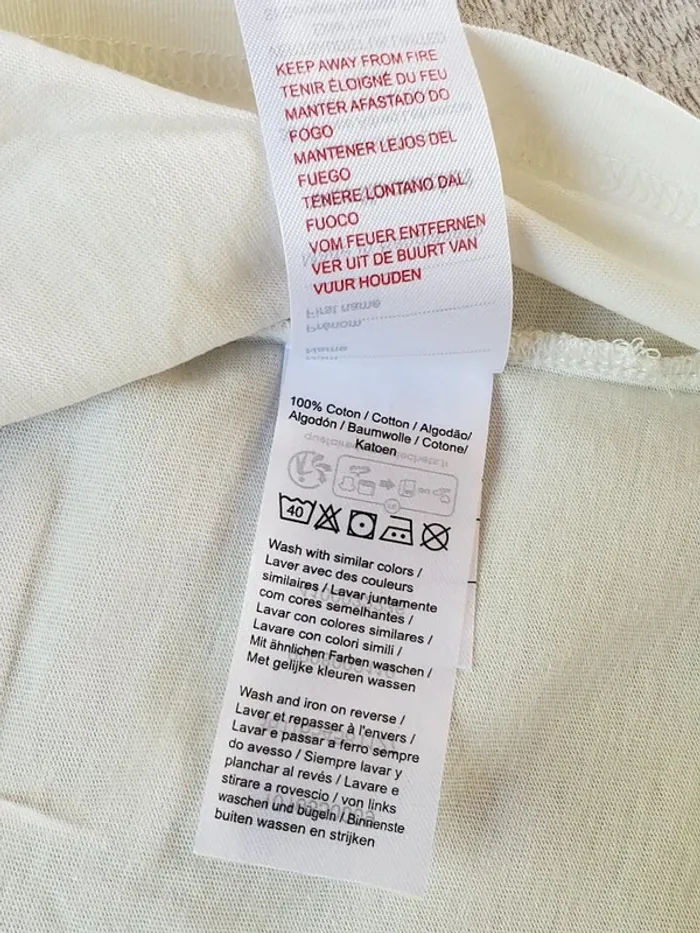 KEEP AWAY FROM FIRE
TENIR ÉLOIGNÉ DU FEU
MANTER AFASTADO DO
FOGO
MANTENER LEJOS DEL
FUEGO
TENERE LONTANO DAL
FUOCO
VOM FEUER ENTFERNEN
VER UIT DE BUURT VAN
VUUR HOUDEN
First name
Prénom
100% Coton / Cotton / Algodão/
Algodón / Baumwolle / Cotone/
Katoen
40
Wash with similar colors /
Laver avec des couleurs
similaires / Lavar juntamente
com cores semelhantes /
Lavar con colores similares /
Lavare con colori simili /
Mit ähnlichen Farben waschen /
Met gelijke kleuren wassen
Wash and iron on reverse /
Laver et repasser à l'envers /
Lavar e passar a ferro sempre
do avesso / Siempre lavar y
planchar al revés / Lavare e
stirare a rovescio / von links
waschen und bügeln / Binnenste
buiten wassen en strijken